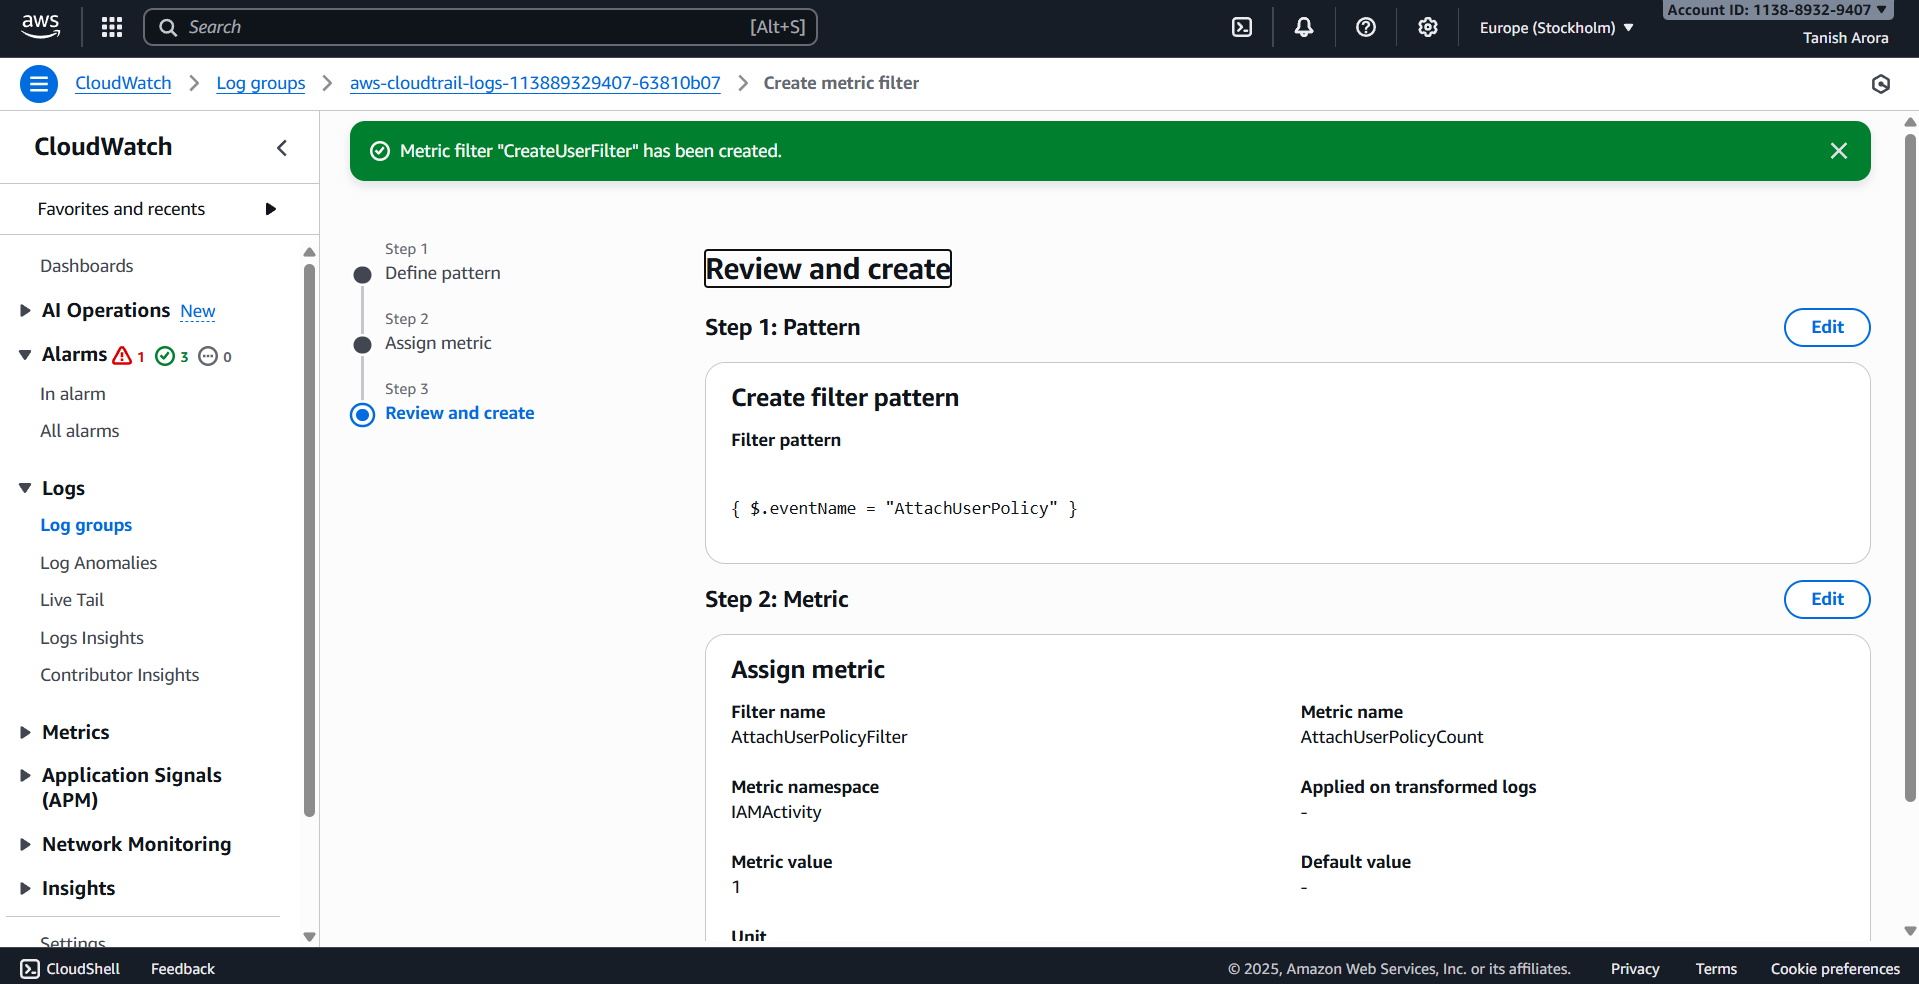 aws
Search
[Alt+S]
Europe (Stockholm)
Account ID: 1138-8932-9407
Tanish Arora
CloudWatch
Log groups
aws-cloudtrail-logs-113889329407-63810b07
Create metric filter
CloudWatch
Favorites and recents
Dashboards
AI Operations New
Alarms 1 3 0
In alarm
All alarms
Logs
Log groups
Log Anomalies
Live Tail
Logs Insights
Contributor Insights
Metrics
Application Signals
(APM)
Network Monitoring
Insights
Settings
Metric filter "CreateUserFilter" has been created.
Step 1
Define pattern
Step 2
Assign metric
Step 3
Review and create
Review and create
Step 1: Pattern
Edit
Create filter pattern
Filter pattern
{ $.eventName = "AttachUserPolicy" }
Step 2: Metric
Edit
Assign metric
Filter name
AttachUserPolicyFilter
Metric name
AttachUserPolicyCount
Metric namespace
IAMActivity
Applied on transformed logs
-
Metric value
1
Default value
-
Unit
CloudShell
Feedback
© 2025, Amazon Web Services, Inc. or its affiliates.
Privacy
Terms
Cookie preferences